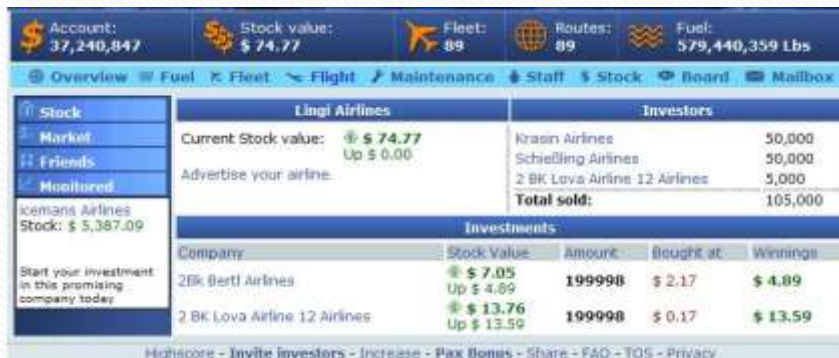 Account: Stock value: Fleet: Routes: Fuel:
37,240,847 $ 74.77 89 89 579,440,359 Lbs
Overview Fuel Fleet Flight Maintenance Staff $ Stock Board Mailbox
Stock
Market
Friends
Monitored
icemans Airlines
Stock: $ 5,387.09
Start your investment
in this promising
company today
Lingi Airlines
Current Stock value: $ 74.77
Up $ 0.00
Advertise your airline.
Investors
Krasin Airlines 50,000
Schießling Airlines 50,000
2 BK Lova Airline 12 Airlines 5,000
Total sold: 105,000
Investments
Company Stock Value Amount Bought at Winnings
2Bk Bertl Airlines $ 7.05 199998 $ 2.17 $ 4.89
Up $ 4.89
2 BK Lova Airline 12 Airlines $ 13.76 199998 $ 0.17 $ 13.59
Up $ 13.59
Highscore - Invite investors - Increase - Pax Bonus - Share - FAQ - TOS - Privacy